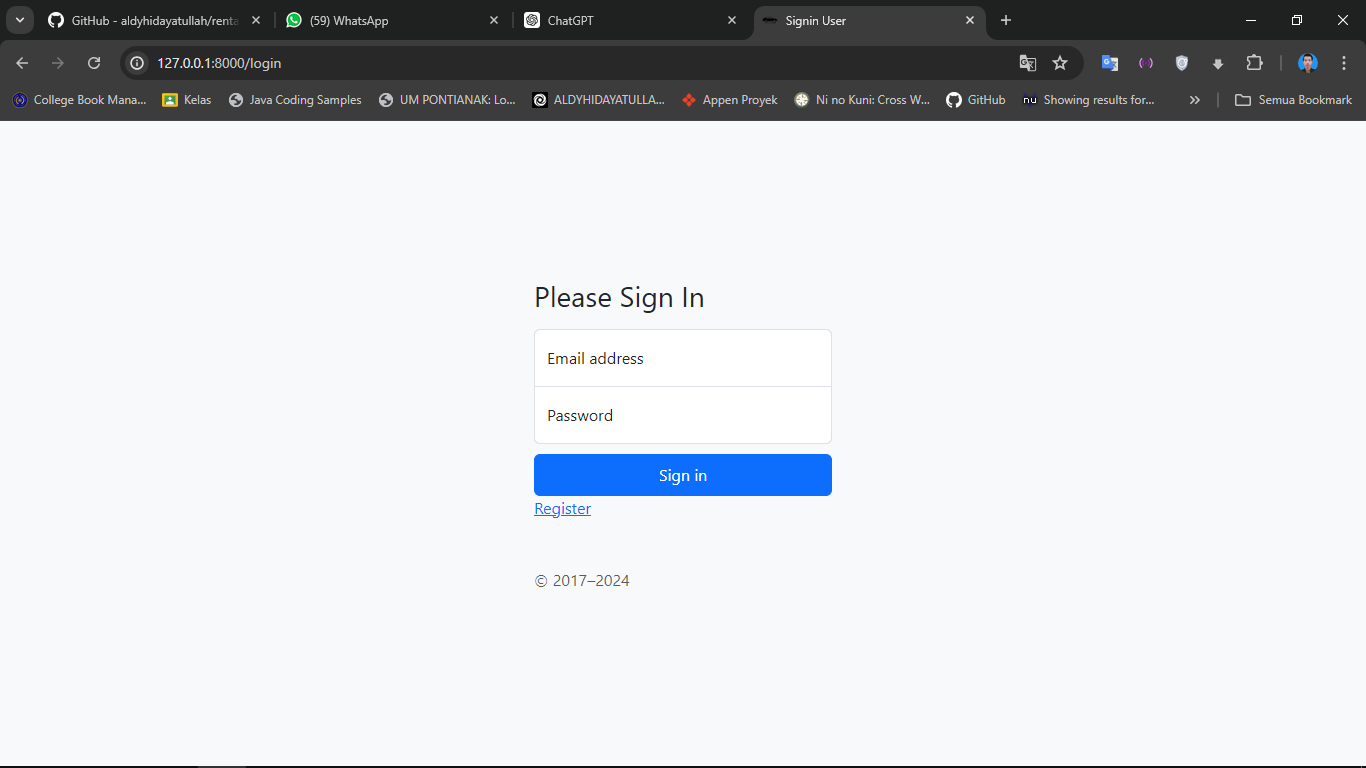 GitHub - aldyhidayatullah/renta
(59) WhatsApp
ChatGPT
Signin User
127.0.0.1:8000/login
College Book Mana...
Kelas
Java Coding Samples
UM PONTIANAK: Lo...
ALDYHIDAYATULLA...
Appen Proyek
Ni no Kuni: Cross W...
GitHub
nu Showing results for...
Semua Bookmark
Please Sign In
Email address
Password
Sign in
Register
© 2017–2024